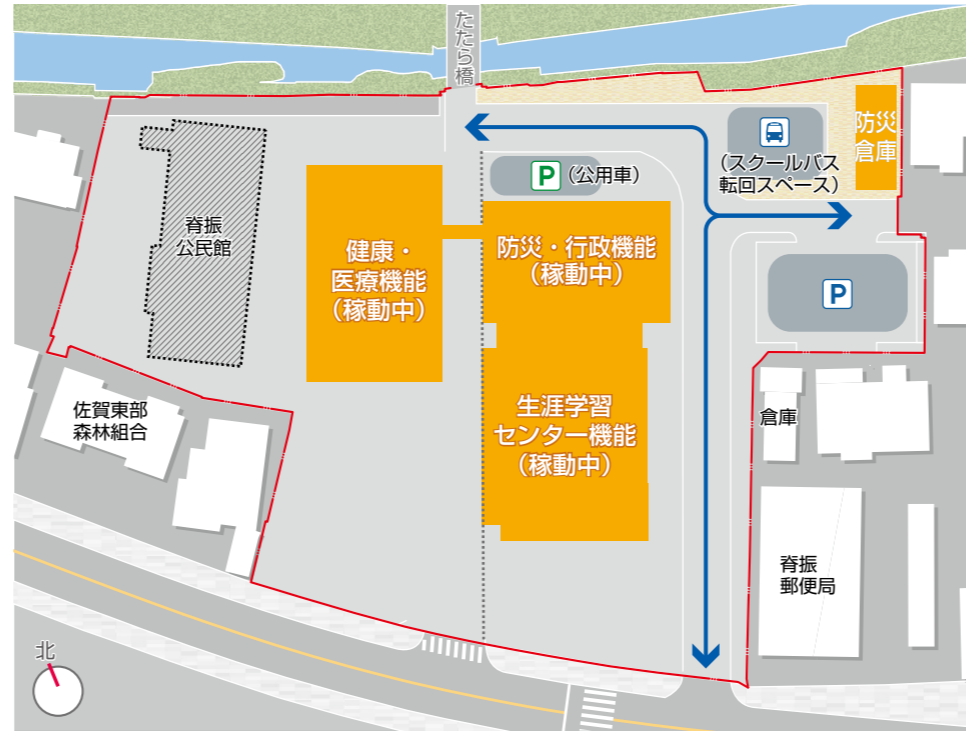 たたら橋
防災
倉庫
(スクールバス
転回スペース)
P (公用車)
脊振
公民館
健康・
医療機能
(稼動中)
防災・行政機能
(稼動中)
P
佐賀東部
森林組合
生涯学習
センター機能
(稼動中)
倉庫
脊振
郵便局
北